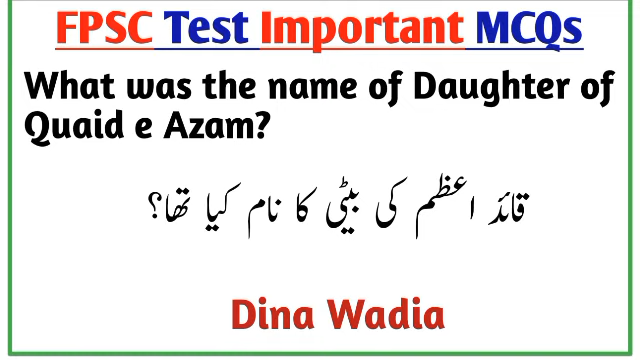 FPSC Test Important MCQs
What was the name of Daughter of
Quaid e Azam?
قائد اعظم کی بیٹی کا نام کیا تھا؟
Dina Wadia